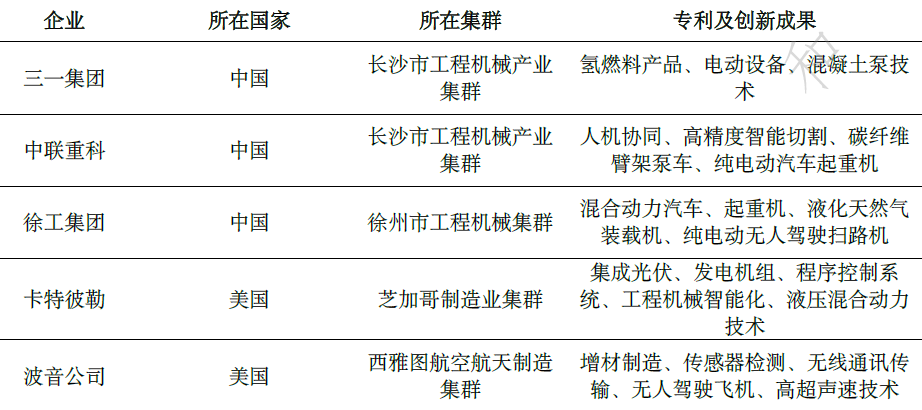 企业 所在国家 所在集群 专利及创新成果
三一集团 中国 长沙市工程机械产业集群 氢燃料产品、电动设备、混凝土泵技术
中联重科 中国 长沙市工程机械产业集群 人机协同、高精度智能切割、碳纤维臂架泵车、纯电动汽车起重机
徐工集团 中国 徐州市工程机械集群 混合动力汽车、起重机、液化天然气装载机、纯电动无人驾驶扫路机
卡特彼勒 美国 芝加哥制造业集群 集成光伏、发电机组、程序控制系统、工程机械智能化、液压混合动力技术
波音公司 美国 西雅图航空航天制造集群 增材制造、传感器检测、无线通讯传输、无人驾驶飞机、高超声速技术